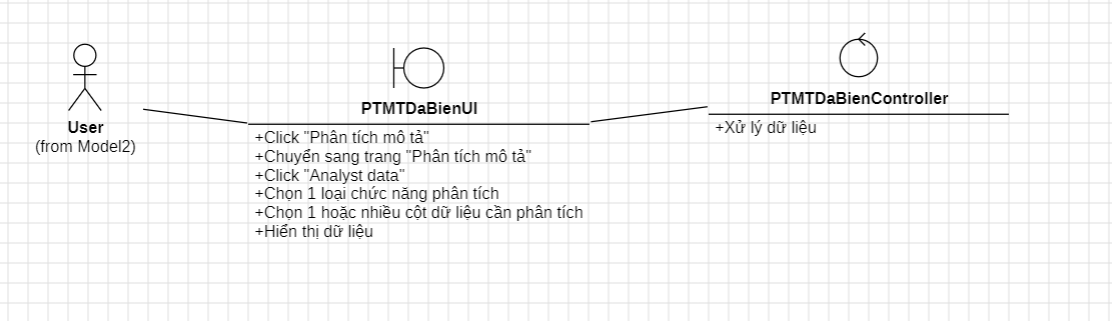 User
(from Model2)
PTMTDaBienUI
+Click "Phân tích mô tả"
+Chuyển sang trang "Phân tích mô tả"
+Click "Analyst data"
+Chọn 1 loại chức năng phân tích
+Chọn 1 hoặc nhiều cột dữ liệu cần phân tích
+Hiển thị dữ liệu
PTMTDaBienController
+Xử lý dữ liệu